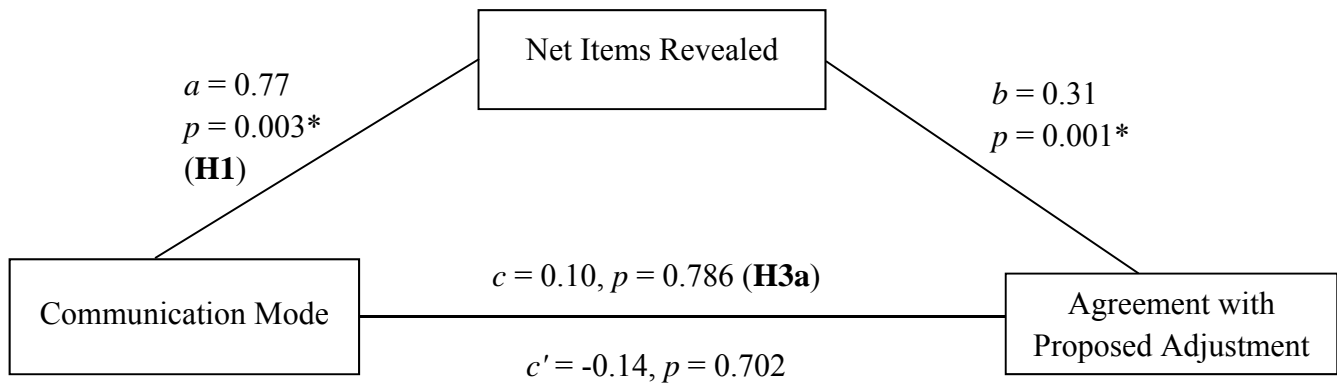 Net Items Revealed
a = 0.77
p = 0.003*
(H1)
b = 0.31
p = 0.001*
Communication Mode
c = 0.10, p = 0.786 (H3a)
c' = -0.14, p = 0.702
Agreement with
Proposed Adjustment